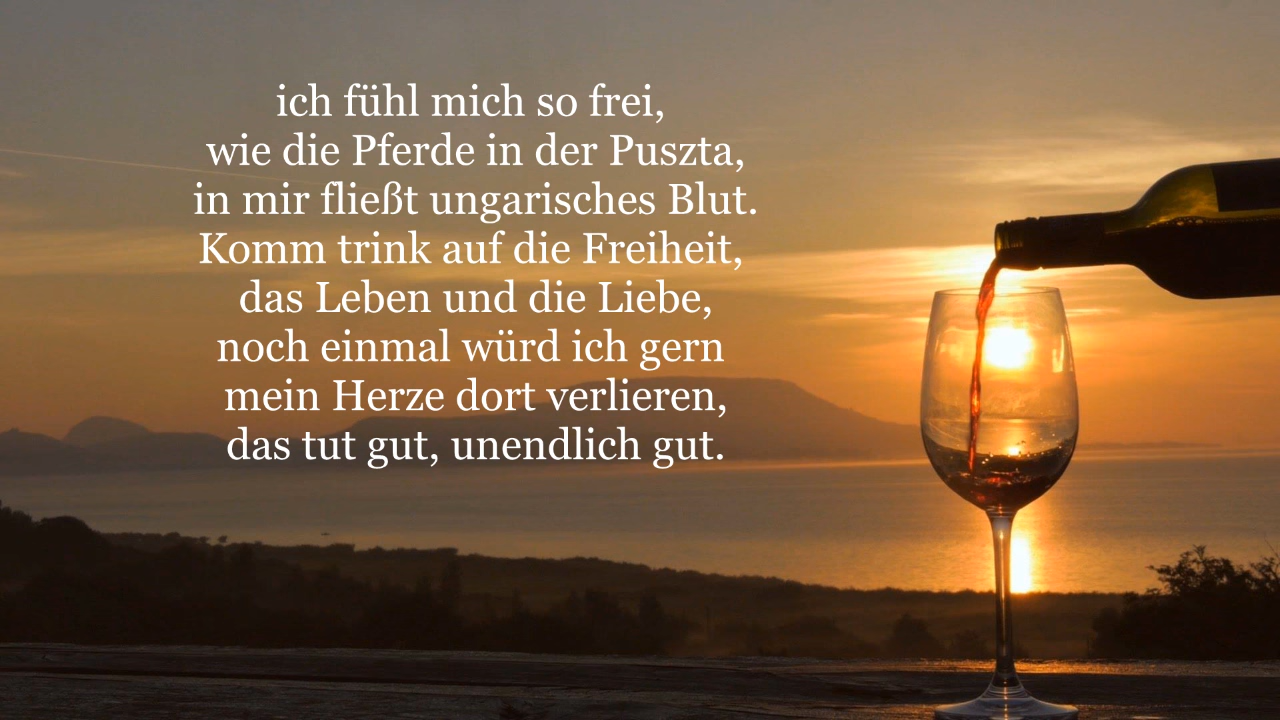 ich fühl mich so frei,
wie die Pferde in der Puszta,
in mir fließt ungarisches Blut.
Komm trink auf die Freiheit,
das Leben und die Liebe,
noch einmal würd ich gern
mein Herze dort verlieren,
das tut gut, unendlich gut.